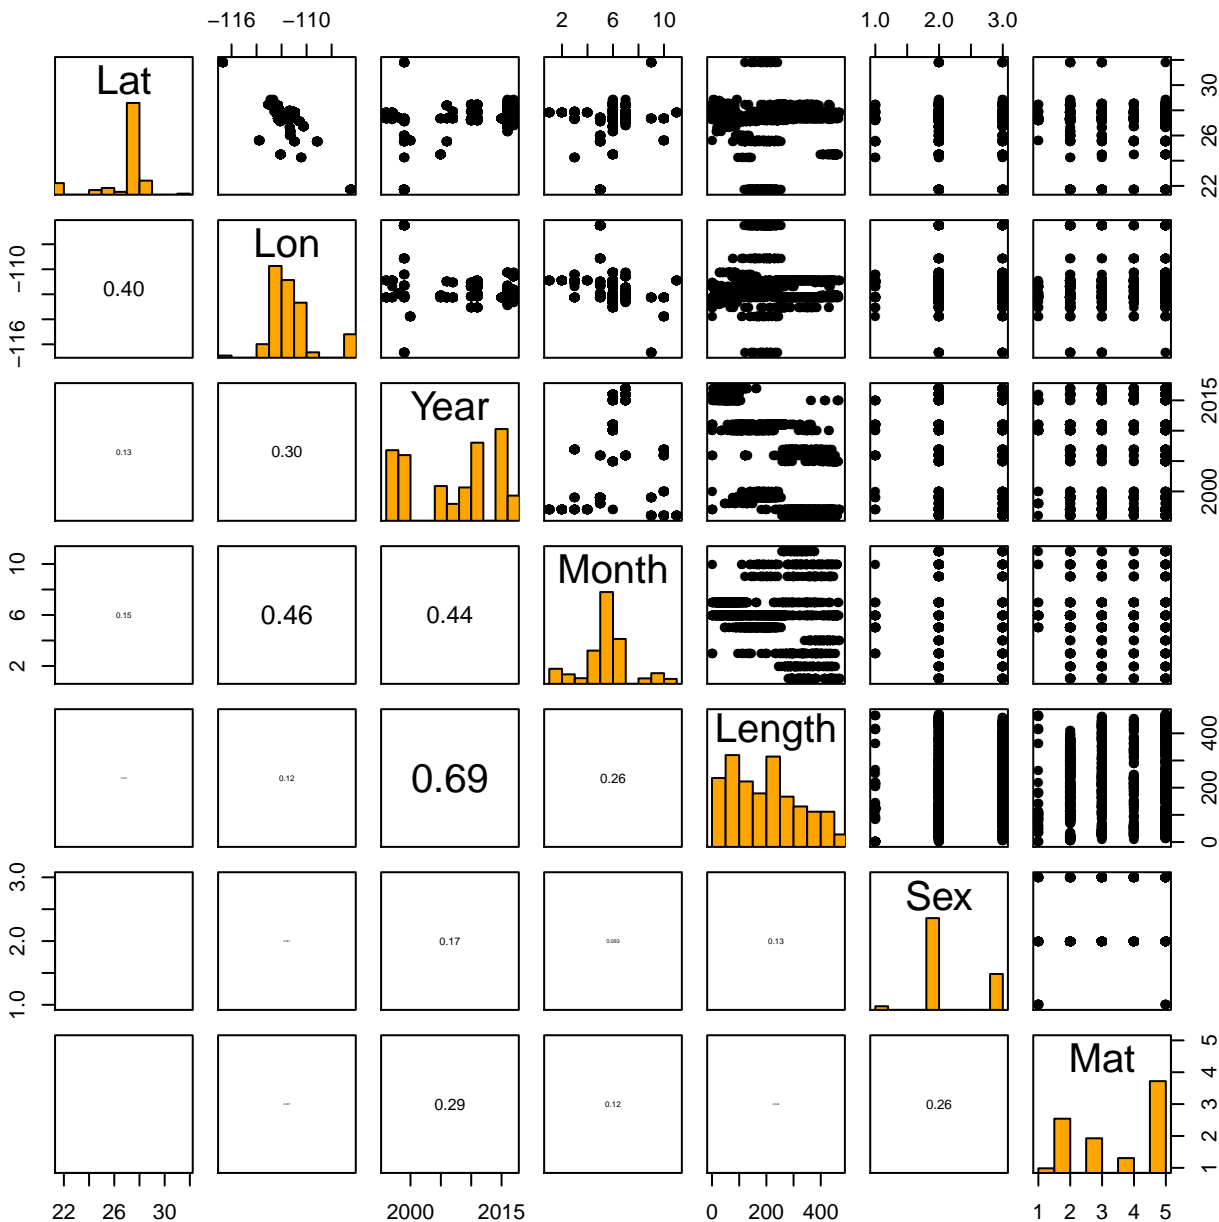 −116 −110 2 6 10 1.0 2.0 3.0
Lat 22 26 30
−116 −110 0.40 Lon
0.13 0.30 Year 2000 2015
2 6 10 0.15 0.46 0.44 Month
0.12 0.69 0.26 Length 0 200 400
1.0 2.0 3.0 0.17 0.093 0.13 Sex
0.29 0.12 0.26 Mat 1 2 3 4 5
22 26 30 2000 2015 0 200 400 1 2 3 4 5